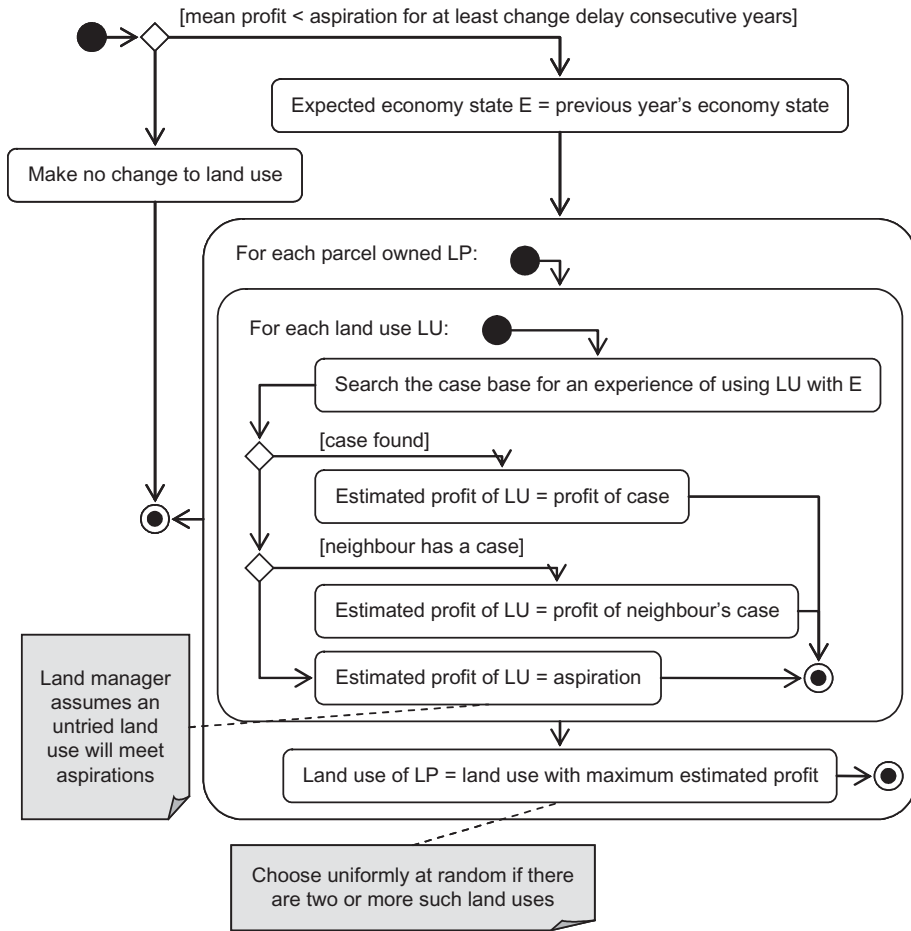 [mean profit < aspiration for at least change delay consecutive years]
Expected economy state E = previous year's economy state
Make no change to land use
For each parcel owned LP:
For each land use LU:
Search the case base for an experience of using LU with E
[case found]
Estimated profit of LU = profit of case
[neighbour has a case]
Estimated profit of LU = profit of neighbour's case
Estimated profit of LU = aspiration
Land manager
assumes an
untried land
use will meet
aspirations
Land use of LP = land use with maximum estimated profit
Choose uniformly at random if there
are two or more such land uses